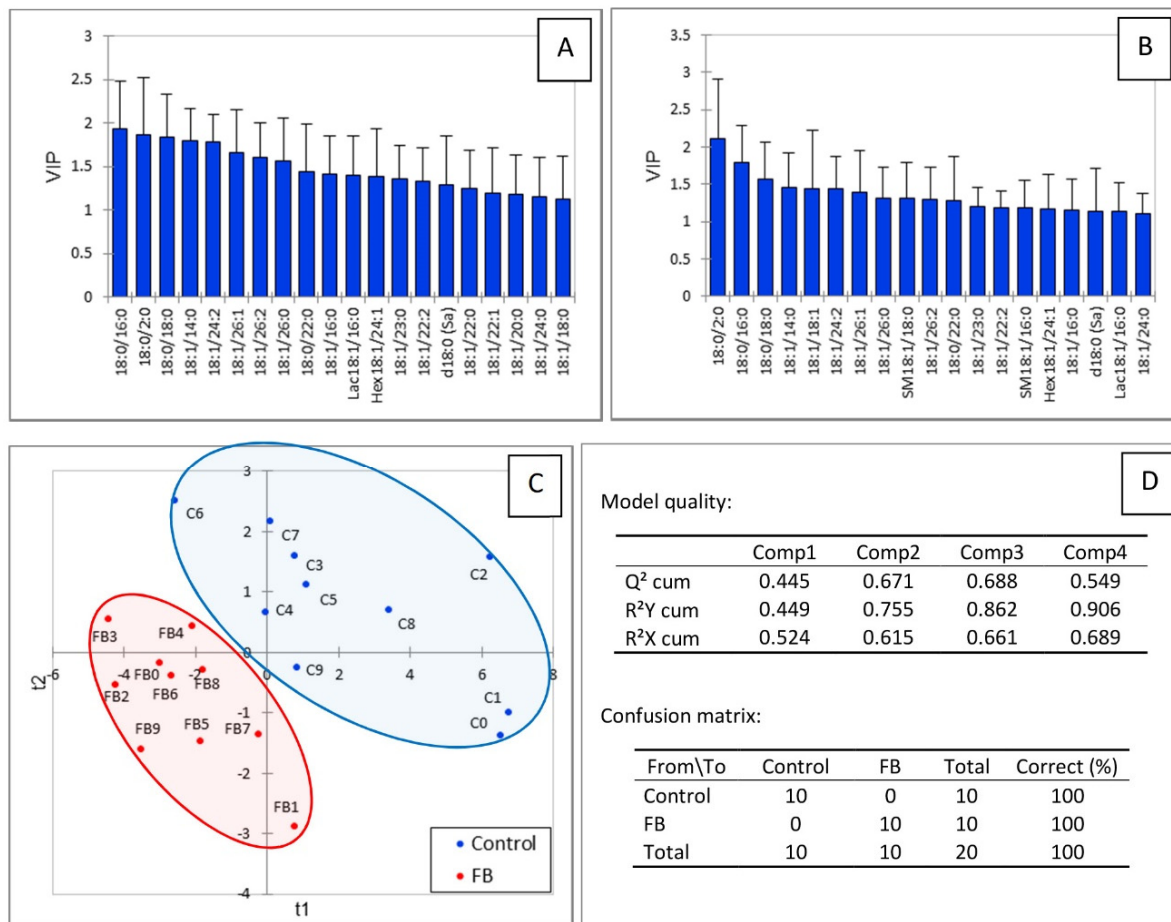 A
3
2.5
2
1.5
1
0.5
0
VIP
18:0/16:0
18:0/2:0
18:0/18:0
18:1/14:0
18:1/24:2
18:1/26:1
18:1/26:2
18:1/26:0
18:0/22:0
18:1/16:0
Lac18:1/16:0
Hex18:1/24:1
18:1/23:0
18:1/22:2
d18:0 (Sa)
18:1/22:0
18:1/22:1
18:1/20:0
18:1/24:0
18:1/18:0
B
3.5
3
2.5
2
1.5
1
0.5
0
VIP
18:0/2:0
18:0/16:0
18:0/18:0
18:1/14:0
18:1/18:1
18:1/24:2
18:1/26:1
18:1/26:0
SM18:1/18:0
18:1/26:2
18:0/22:0
18:1/23:0
18:1/22:2
SM18:1/16:0
Hex18:1/24:1
18:1/16:0
d18:0 (Sa)
Lac18:1/16:0
18:1/24:0
C
3
2
1
0
-1
-2
-3
-4
-6
-4
-2
0
2
4
6
8
t2
t1
C6
C7
C3
C2
C5
C4
C8
C9
C1
C0
FB3
FB4
FB0
FB8
FB2
FB6
FB5
FB7
FB9
FB1
Control
FB
D
Model quality:
Comp1 Comp2 Comp3 Comp4
Q² cum 0.445 0.671 0.688 0.549
R²Y cum 0.449 0.755 0.862 0.906
R²X cum 0.524 0.615 0.661 0.689
Confusion matrix:
From\To Control FB Total Correct (%)
Control 10 0 10 100
FB 0 10 10 100
Total 10 10 20 100